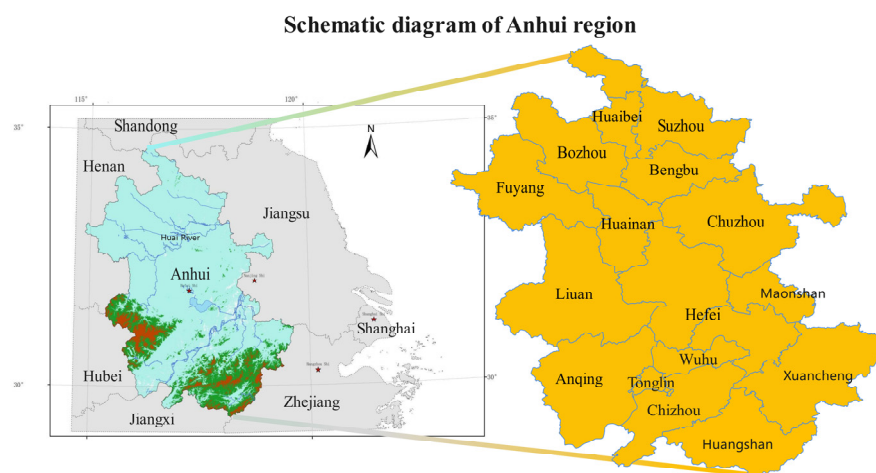 Schematic diagram of Anhui region
115°
120°
35°
30°
N
Shandong
Henan
Jiangsu
Huai River
Anhui
Shanghai
Hubei
Zhejiang
Jiangxi
35°
30°
Huaibei
Suzhou
Bozhou
Bengbu
Fuyang
Huainan
Chuzhou
Liuan
Maonshan
Hefei
Wuhu
Anqing
Tonglin
Xuancheng
Chizhou
Huangshan